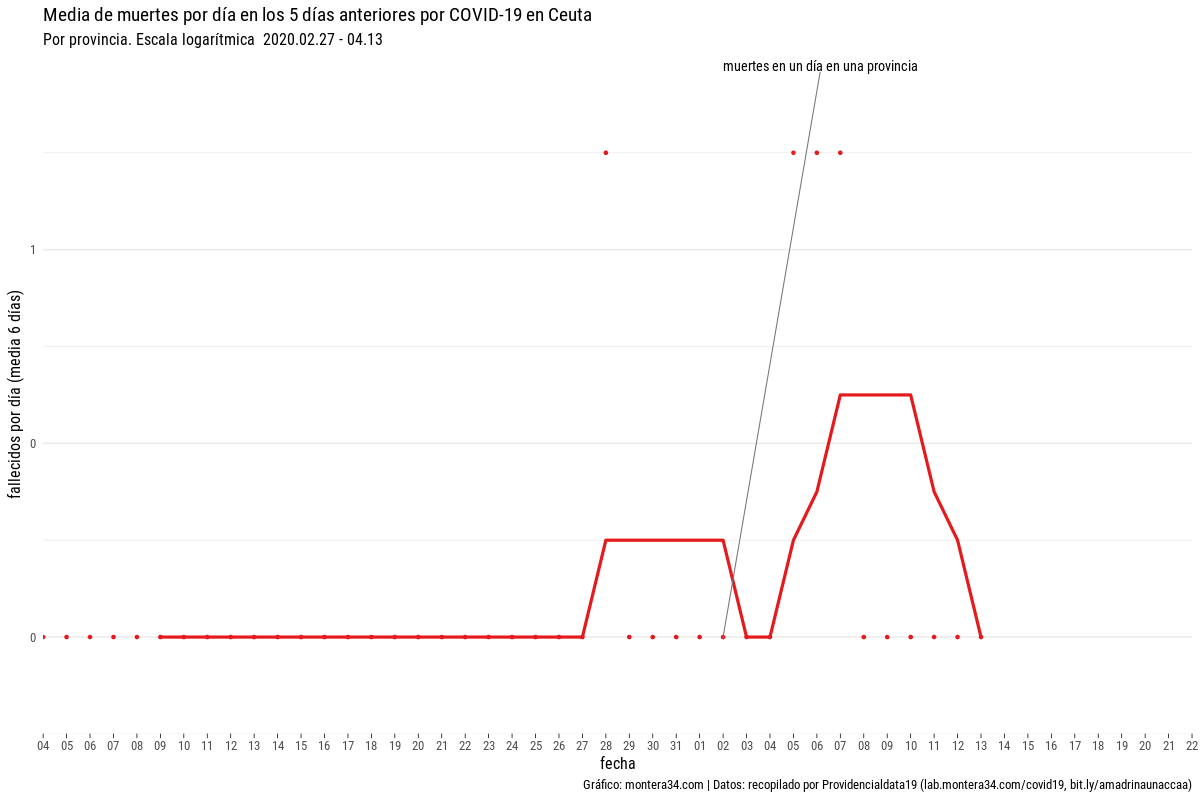 Media de muertes por día en los 5 días anteriores por COVID-19 en Ceuta
Por provincia. Escala logarítmica 2020.02.27 - 04.13
muertes en un día en una provincia
1
0
0
fallecidos por día (media 6 días)
04 05 06 07 08 09 10 11 12 13 14 15 16 17 18 19 20 21 22 23 24 25 26 27 28 29 30 31 01 02 03 04 05 06 07 08 09 10 11 12 13 14 15 16 17 18 19 20 21 22
fecha
Gráfico: montera34.com | Datos: recopilado por Providencialdata19 (lab.montera34.com/covid19, bit.ly/amadrinaunaccaa)